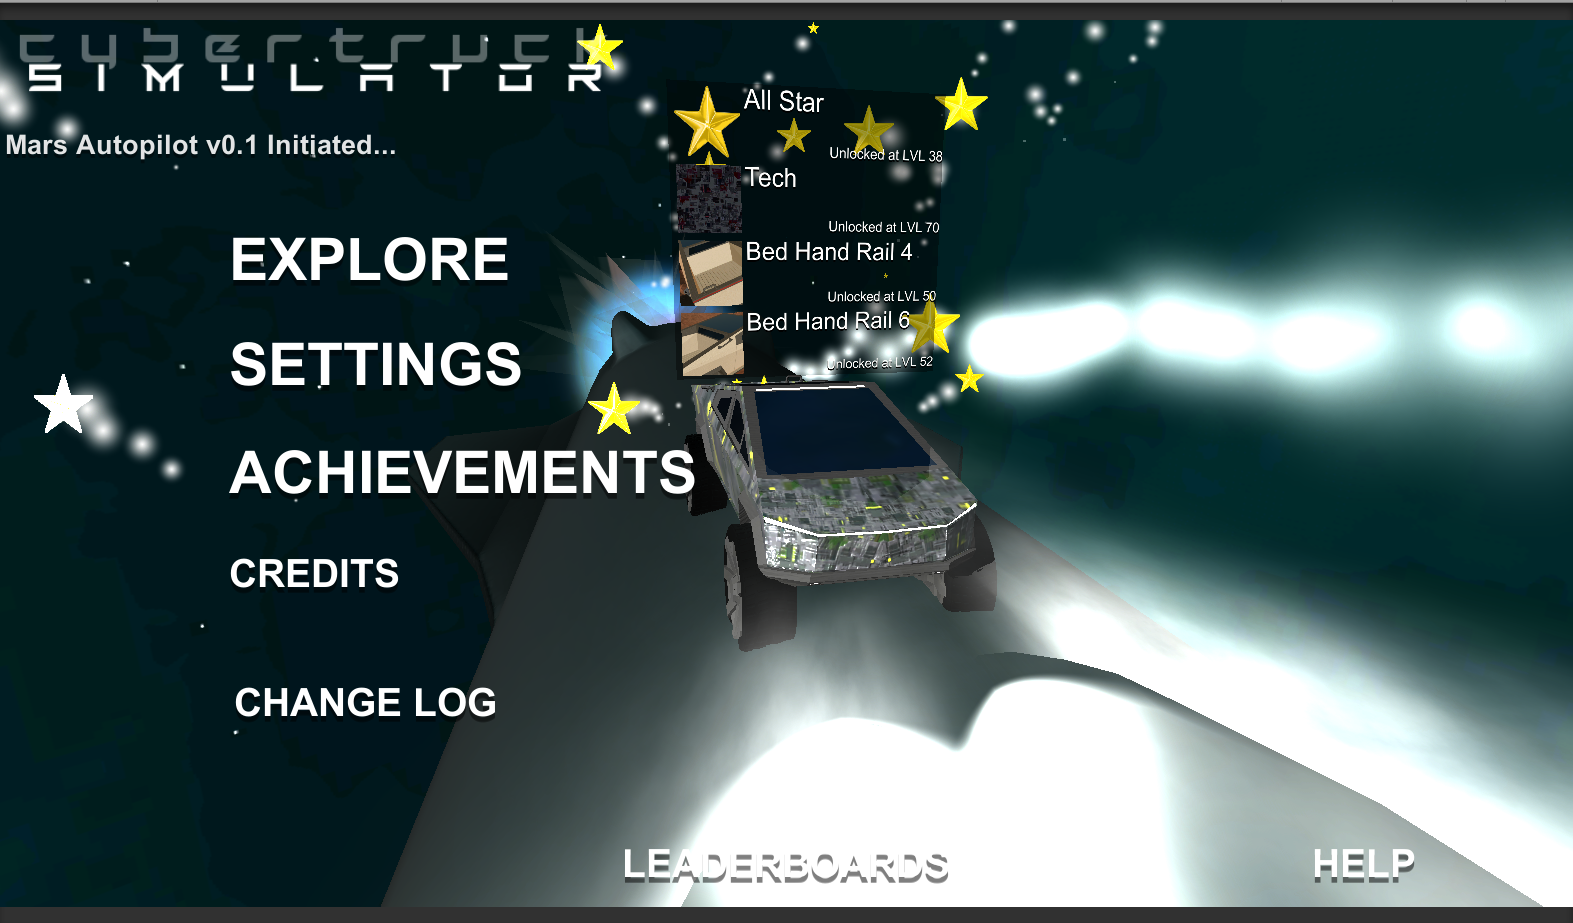 cybertruck
SIMULATOR
Mars Autopilot v0.1 Initiated...
All Star
Unlocked at LVL 38
Tech
Unlocked at LVL 70
Bed Hand Rail 4
Unlocked at LVL 50
Bed Hand Rail 6
Unlocked at LVL 52
EXPLORE
SETTINGS
ACHIEVEMENTS
CREDITS
CHANGE LOG
LEADERBOARDS
HELP